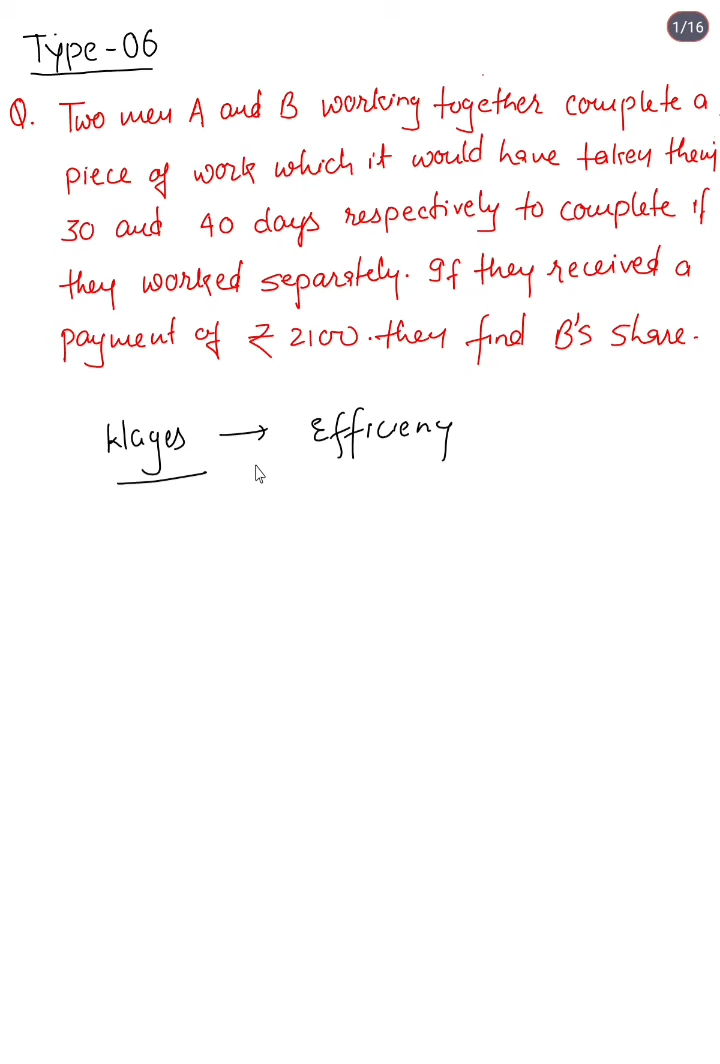 1/16
Type-06
Q. Two men A and B working together complete a
piece of work which it would have taken them
30 and 40 days respectively to complete if
they worked separately. If they received a
payment of ₹ 2100. they find B's share.
Wages → Efficeny